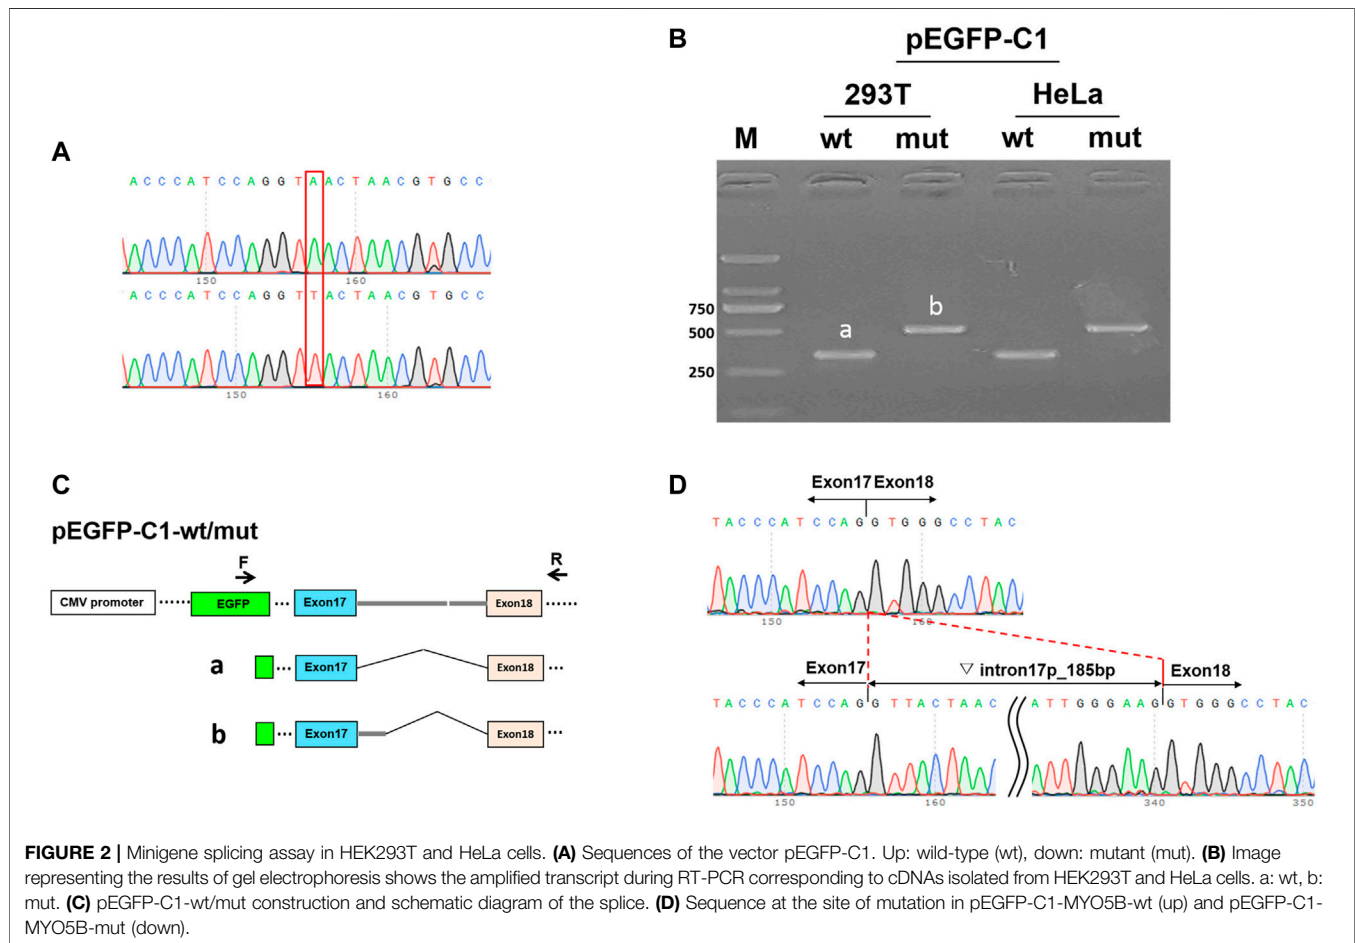 A
A C C C A T C C A G G T A A C T A A C G T G C C
150 160
A C C C A T C C A G G T T A C T A A C G T G C C
150 160
B
pEGFP-C1
293T HeLa
M wt mut wt mut
750
500
250
a
b
C
pEGFP-C1-wt/mut
F R
CMV promoter EGFP Exon17 Exon18
a Exon17 Exon18
b Exon17 Exon18
D
Exon17 Exon18
T A C C C A T C C A G G T G G G C C T A C
150 160
Exon17 ▽ intron17p_185bp Exon18
T A C C C A T C C A G G T T A C T A A C A T T G G G A A G G T G G G C C T A C
150 160 340 350
FIGURE 2 | Minigene splicing assay in HEK293T and HeLa cells. (A) Sequences of the vector pEGFP-C1. Up: wild-type (wt), down: mutant (mut). (B) Image
representing the results of gel electrophoresis shows the amplified transcript during RT-PCR corresponding to cDNAs isolated from HEK293T and HeLa cells. a: wt, b:
mut. (C) pEGFP-C1-wt/mut construction and schematic diagram of the splice. (D) Sequence at the site of mutation in pEGFP-C1-MYO5B-wt (up) and pEGFP-C1-
MYO5B-mut (down).